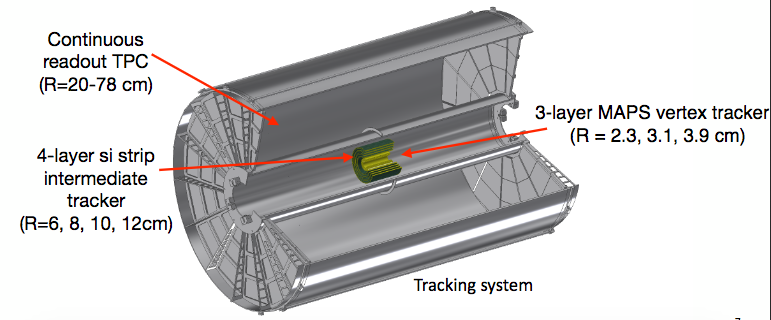 Continuous
readout TPC
(R=20-78 cm)
3-layer MAPS vertex tracker
(R = 2.3, 3.1, 3.9 cm)
4-layer si strip
intermediate
tracker
(R=6, 8, 10, 12cm)
Tracking system